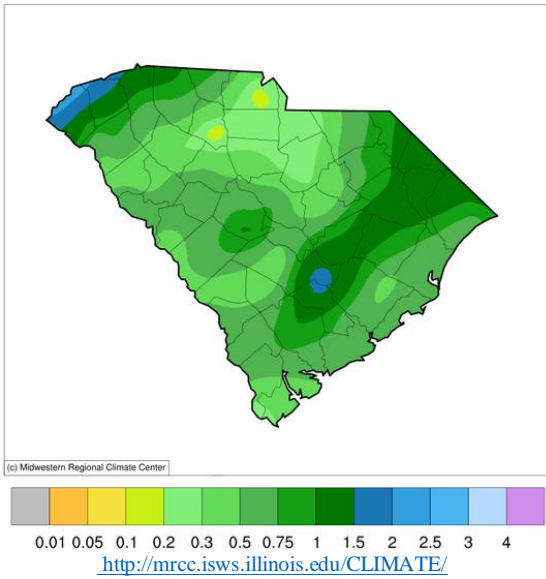 (c) Midwestern Regional Climate Center
0.01 0.05 0.1 0.2 0.3 0.5 0.75 1 1.5 2 2.5 3 4
http://mrcc.isws.illinois.edu/CLIMATE/